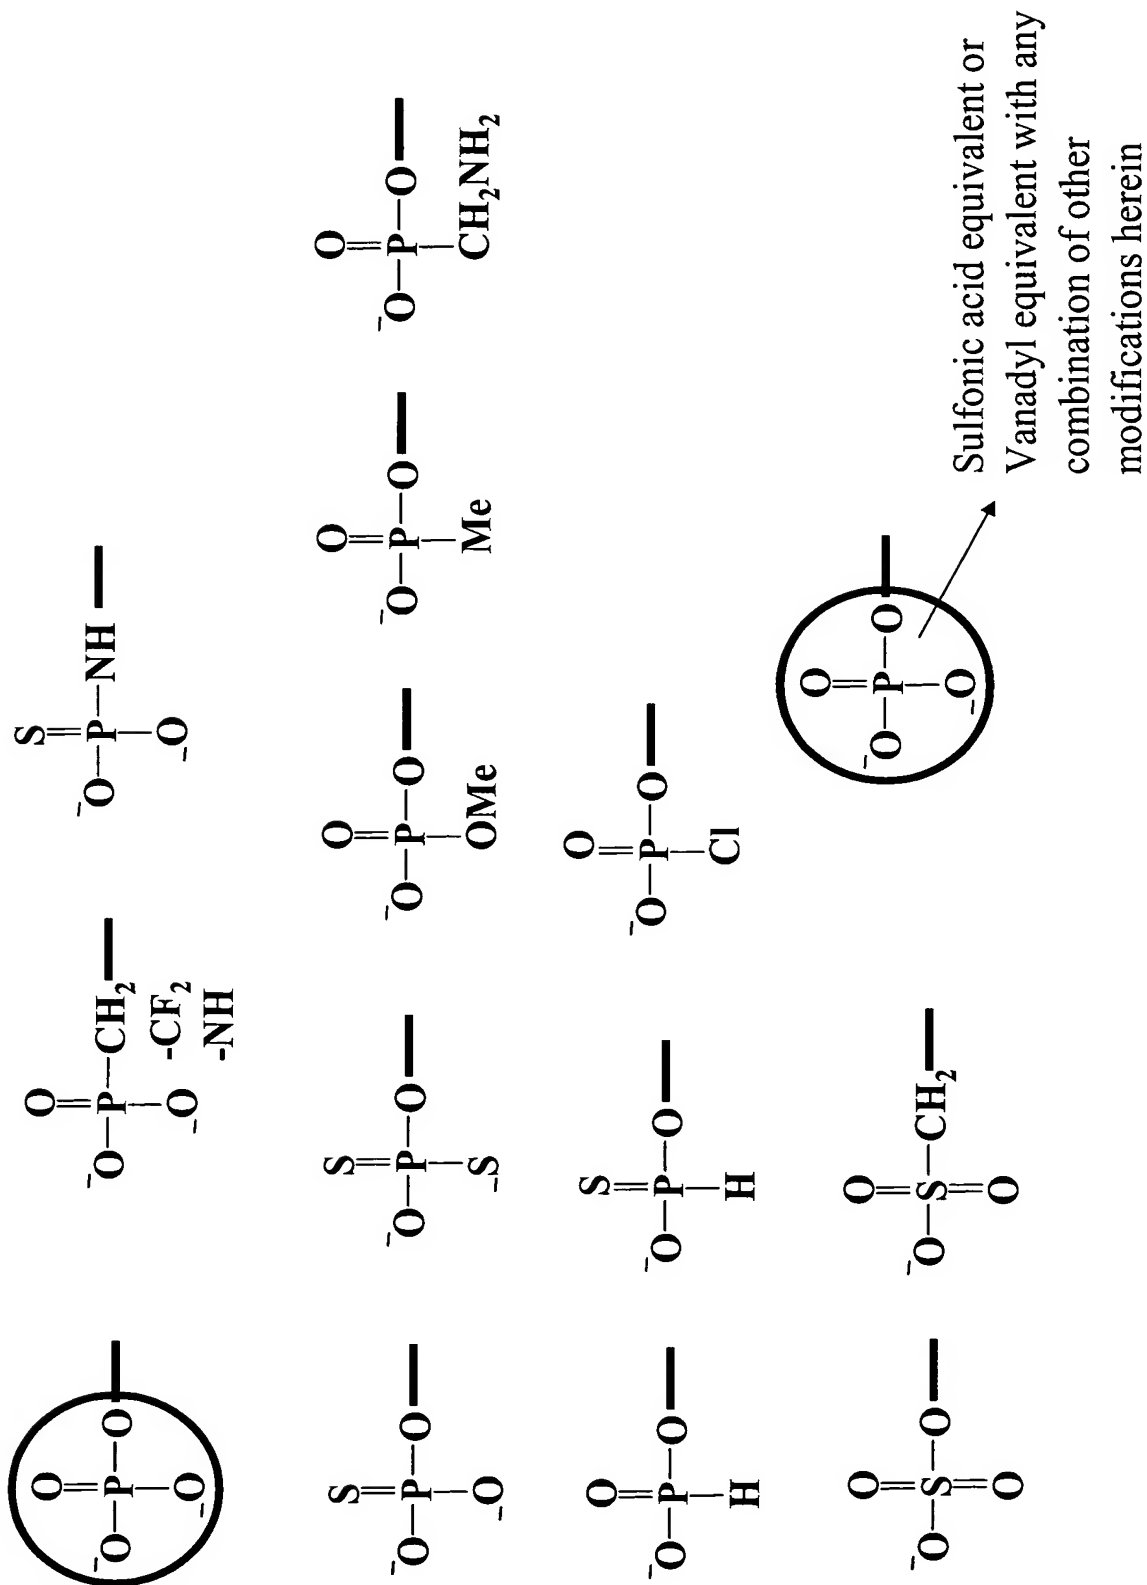 O O S
⁻O–P–O ⁻O–P–CH₂ ⁻O–P–NH
⁻O ⁻O -CF₂ ⁻O
-NH
S S O O O
⁻O–P–O ⁻O–P–O ⁻O–P–O ⁻O–P–O ⁻O–P–O
⁻O ⁻S OMe Me CH₂NH₂
O S O
⁻O–P–O ⁻O–P–O ⁻O–P–O
H H Cl
O O O
⁻O–S–O ⁻O–S–CH₂ ⁻O–P–O
O O ⁻O
Sulfonic acid equivalent or
Vanadyl equivalent with any
combination of other
modifications herein